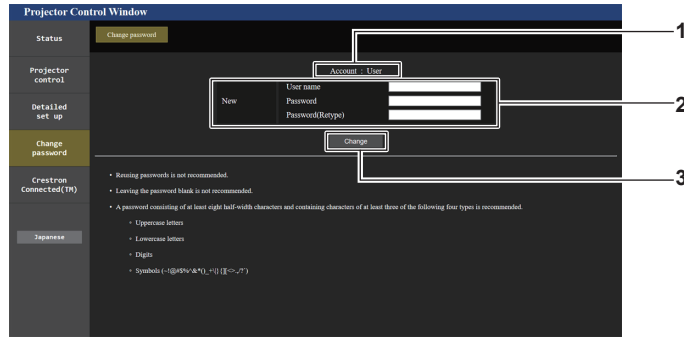 Projector Control Window
Status
Projector
control
Detailed
set up
Change
password
Crestron
Connected(TM)
Japanese
Change password
Account : User
New
User name
Password
Password(Retype)
Change
• Reusing passwords is not recommended.
• Leaving the password blank is not recommended.
• A password consisting of at least eight half-width characters and containing characters of at least three of the following four types is recommended.
• Uppercase letters
• Lowercase letters
• Digits
• Symbols
1
2
3